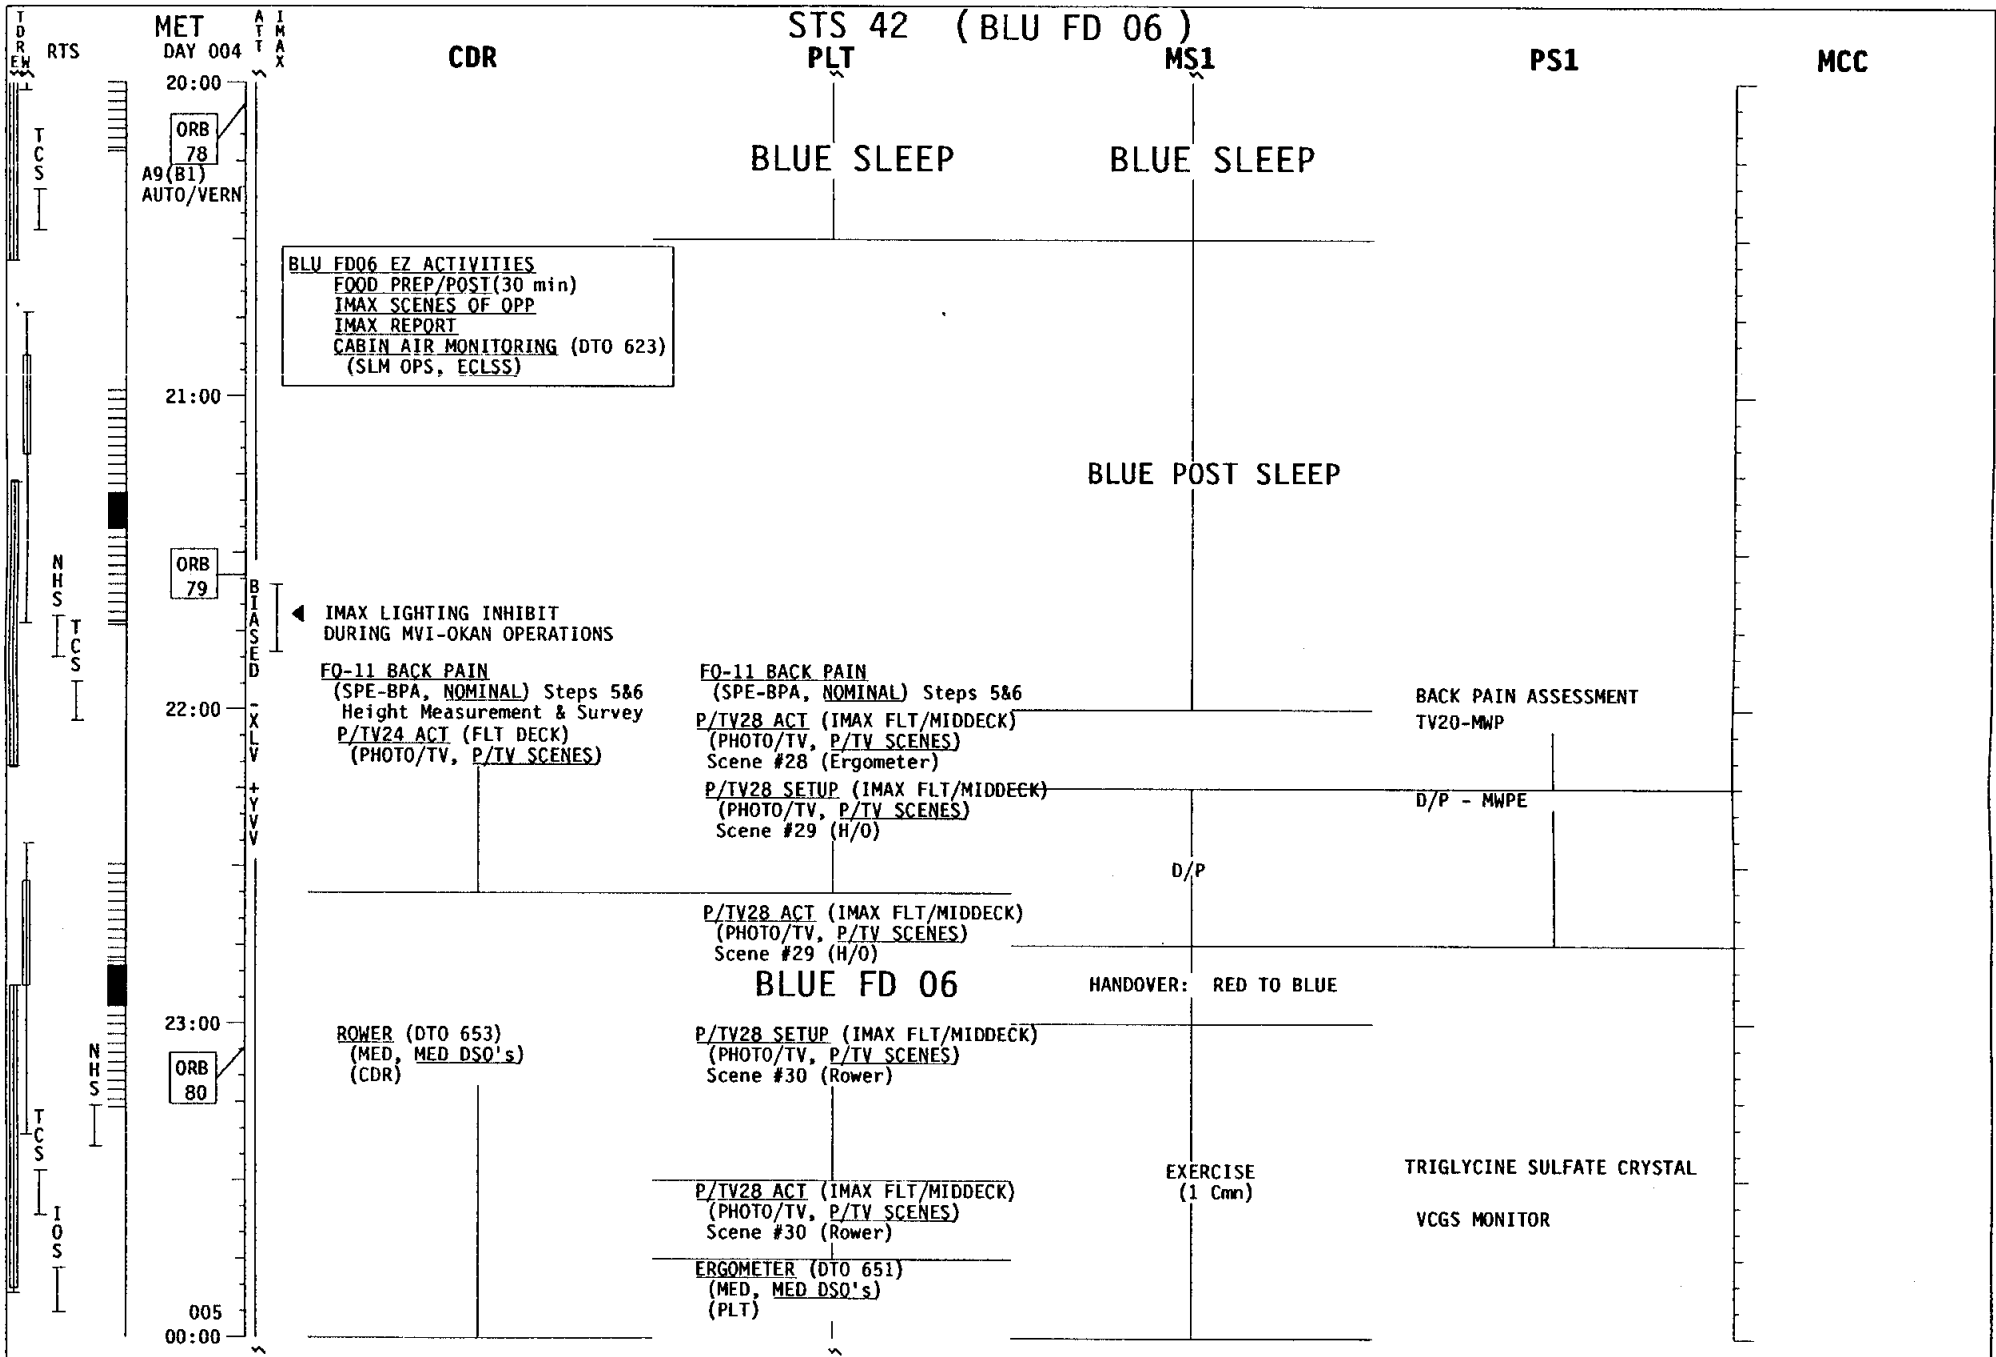 STS 42 (BLU FD 06)
TDRE W RTS MET DAY 004 ATT IMAX CDR PLT MS1 PS1 MCC
20:00
ORB 78
TCS
A9(B1)
AUTO/VERN
BLUE SLEEP
BLUE SLEEP
BLU FD06 EZ ACTIVITIES
FOOD PREP/POST(30 min)
IMAX SCENES OF OPP
IMAX REPORT
CABIN AIR MONITORING (DTO 623)
(SLM OPS, ECLSS)
21:00
BLUE POST SLEEP
NHS
ORB 79
TCS
BIASED -XLV +YVV
◀ IMAX LIGHTING INHIBIT
DURING MVI-OKAN OPERATIONS
FO-11 BACK PAIN
(SPE-BPA, NOMINAL) Steps 5&6
Height Measurement & Survey
P/TV24 ACT (FLT DECK)
(PHOTO/TV, P/TV SCENES)
22:00
FO-11 BACK PAIN
(SPE-BPA, NOMINAL) Steps 5&6
P/TV28 ACT (IMAX FLT/MIDDECK)
(PHOTO/TV, P/TV SCENES)
Scene #28 (Ergometer)
P/TV28 SETUP (IMAX FLT/MIDDECK)
(PHOTO/TV, P/TV SCENES)
Scene #29 (H/O)
BACK PAIN ASSESSMENT
TV20-MWP
D/P - MWPE
D/P
P/TV28 ACT (IMAX FLT/MIDDECK)
(PHOTO/TV, P/TV SCENES)
Scene #29 (H/O)
BLUE FD 06
HANDOVER: RED TO BLUE
23:00
NHS
ORB 80
ROWER (DTO 653)
(MED, MED DSO's)
(CDR)
P/TV28 SETUP (IMAX FLT/MIDDECK)
(PHOTO/TV, P/TV SCENES)
Scene #30 (Rower)
TCS
EXERCISE
(1 Cmn)
TRIGLYCINE SULFATE CRYSTAL
VCGS MONITOR
P/TV28 ACT (IMAX FLT/MIDDECK)
(PHOTO/TV, P/TV SCENES)
Scene #30 (Rower)
IOS
ERGOMETER (DTO 651)
(MED, MED DSO's)
(PLT)
005
00:00